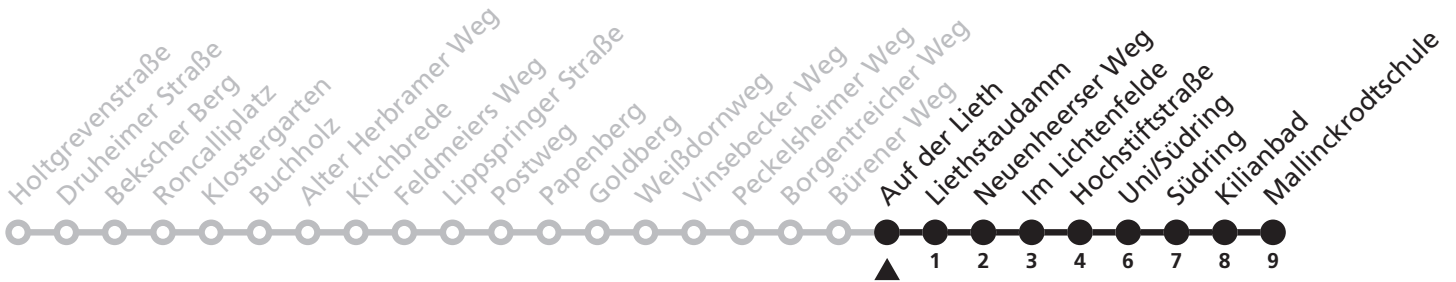 Holtgrevenstraße
Druheimer Straße
Bekscher Berg
Roncalliplatz
Klostergarten
Buchholz
Alter Herbramer Weg
Kirchbrede
Feldmeiers Weg
Lippspringer Straße
Postweg
Papenberg
Goldberg
Weißdornweg
Vinsebecker Weg
Peckelsheimer Weg
Borgentreicher Weg
Bürener Weg
Auf der Lieth
Liethstaudamm
Neuenheerser Weg
Im Lichtenfelde
Hochstiftstraße
Uni/Südring
Südring
Kilianbad
Mallinckrodtschule
1 2 3 4 6 7 8 9